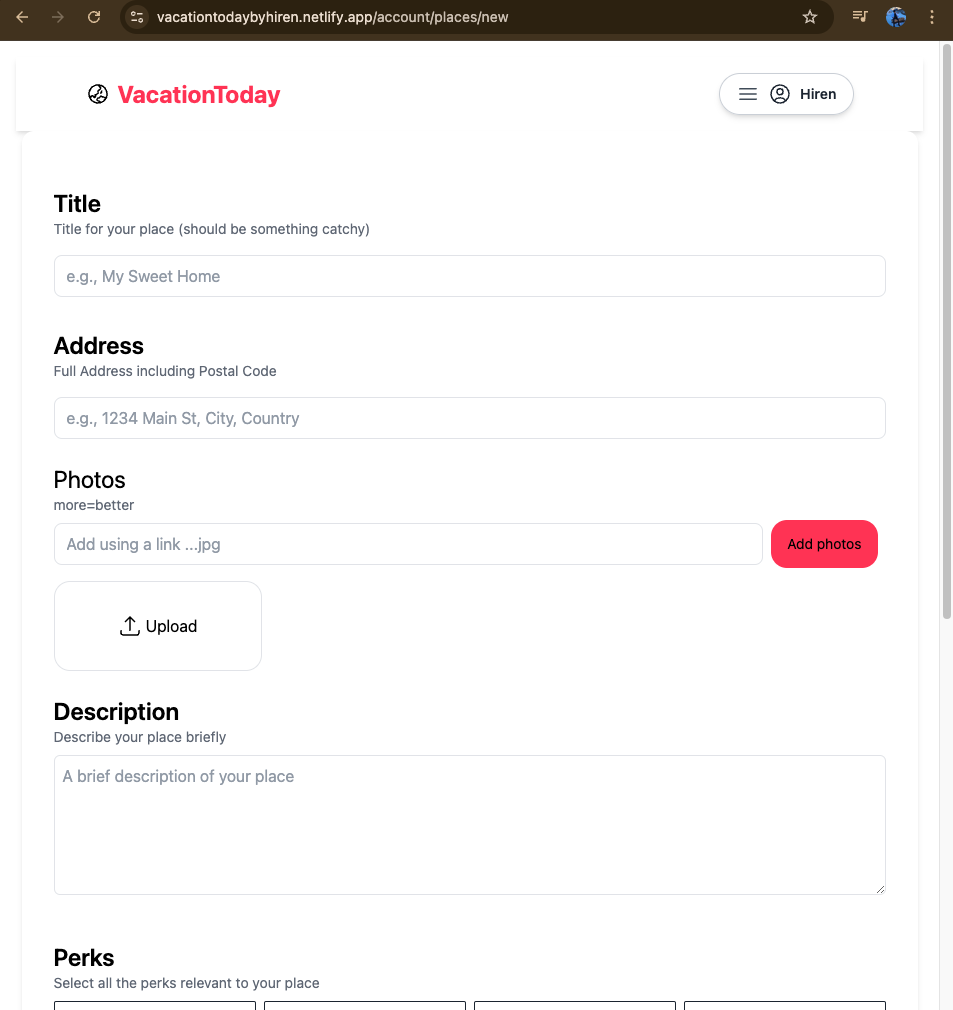 vacationtodaybyhiren.netlify.app/account/places/new
VacationToday
Hiren
Title
Title for your place (should be something catchy)
e.g., My Sweet Home
Address
Full Address including Postal Code
e.g., 1234 Main St, City, Country
Photos
more=better
Add using a link ...jpg
Add photos
Upload
Description
Describe your place briefly
A brief description of your place
Perks
Select all the perks relevant to your place